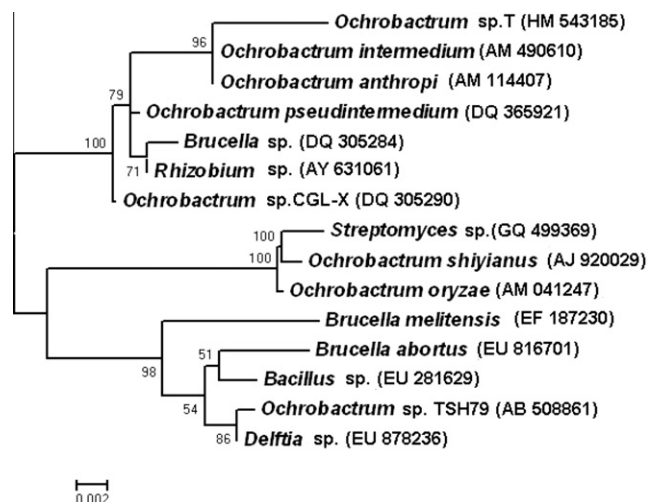 Ochrobactrum sp.T (HM 543185)
96
Ochrobactrum intermedium (AM 490610)
Ochrobactrum anthropi (AM 114407)
79
Ochrobactrum pseudintermedium (DQ 365921)
100
Brucella sp. (DQ 305284)
71
Rhizobium sp. (AY 631061)
Ochrobactrum sp.CGL-X (DQ 305290)
Streptomyces sp.(GQ 499369)
100
100
Ochrobactrum shiyianus (AJ 920029)
Ochrobactrum oryzae (AM 041247)
Brucella melitensis (EF 187230)
Brucella abortus (EU 816701)
51
98
Bacillus sp. (EU 281629)
54
Ochrobactrum sp. TSH79 (AB 508861)
86
Delftia sp. (EU 878236)
0.002